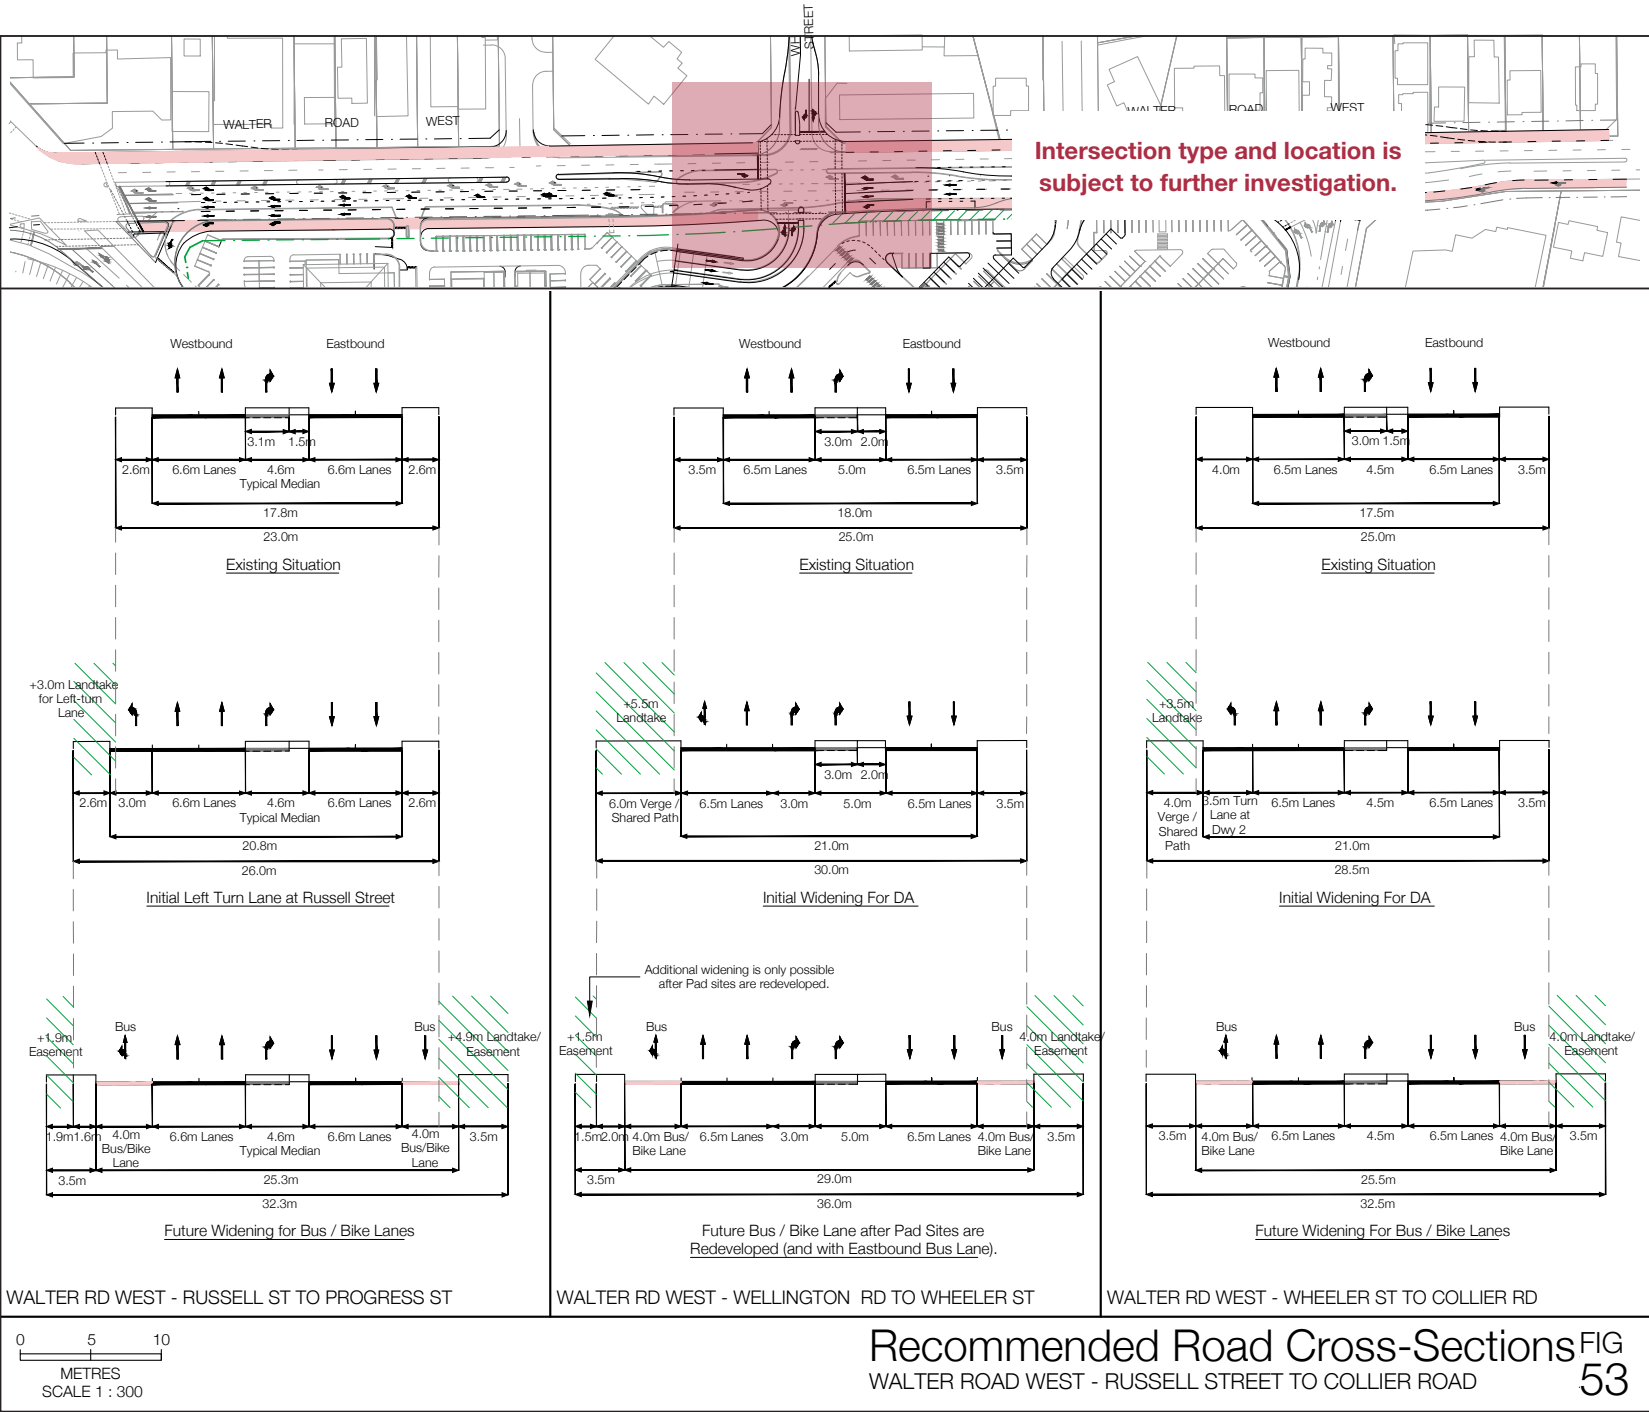 WHEELER
STREET
WALTER ROAD WEST
WALTER ROAD WEST
Intersection type and location is
subject to further investigation.
Westbound Eastbound
3.1m 1.5m
2.6m 6.6m Lanes 4.6m 6.6m Lanes 2.6m
Typical Median
17.8m
23.0m
Existing Situation
+3.0m Landtake
for Left-turn
Lane
2.6m 3.0m 6.6m Lanes 4.6m 6.6m Lanes 2.6m
Typical Median
20.8m
26.0m
Initial Left Turn Lane at Russell Street
Bus Bus
+1.9m
Easement
+4.9m Landtake/
Easement
1.9m 1.6m 4.0m 6.6m Lanes 4.6m 6.6m Lanes 4.0m 3.5m
Bus/Bike Typical Median Bus/Bike
Lane Lane
3.5m 25.3m
32.3m
Future Widening for Bus / Bike Lanes
WALTER RD WEST - RUSSELL ST TO PROGRESS ST
Westbound Eastbound
3.0m 2.0m
3.5m 6.5m Lanes 5.0m 6.5m Lanes 3.5m
18.0m
25.0m
Existing Situation
+5.5m
Landtake
3.0m 2.0m
6.0m Verge / 6.5m Lanes 3.0m 5.0m 6.5m Lanes 3.5m
Shared Path
21.0m
30.0m
Initial Widening For DA
Additional widening is only possible
after Pad sites are redeveloped.
Bus Bus
+1.5m
Easement
4.0m Landtake/
Easement
1.5m 2.0m 4.0m Bus/ 6.5m Lanes 3.0m 5.0m 6.5m Lanes 4.0m Bus/ 3.5m
Bike Lane Bike Lane
3.5m 29.0m
36.0m
Future Bus / Bike Lane after Pad Sites are
Redeveloped (and with Eastbound Bus Lane).
WALTER RD WEST - WELLINGTON RD TO WHEELER ST
Westbound Eastbound
3.0m 1.5m
4.0m 6.5m Lanes 4.5m 6.5m Lanes 3.5m
17.5m
25.0m
Existing Situation
+3.5m
Landtake
4.0m 3.5m Turn 6.5m Lanes 4.5m 6.5m Lanes 3.5m
Verge / Lane at
Shared Dwy 2
Path
21.0m
28.5m
Initial Widening For DA
Bus Bus
4.0m Landtake/
Easement
3.5m 4.0m Bus/ 6.5m Lanes 4.5m 6.5m Lanes 4.0m Bus/ 3.5m
Bike Lane Bike Lane
25.5m
32.5m
Future Widening For Bus / Bike Lanes
WALTER RD WEST - WHEELER ST TO COLLIER RD
0 5 10
METRES
SCALE 1 : 300
Recommended Road Cross-Sections
WALTER ROAD WEST - RUSSELL STREET TO COLLIER ROAD
FIG
53